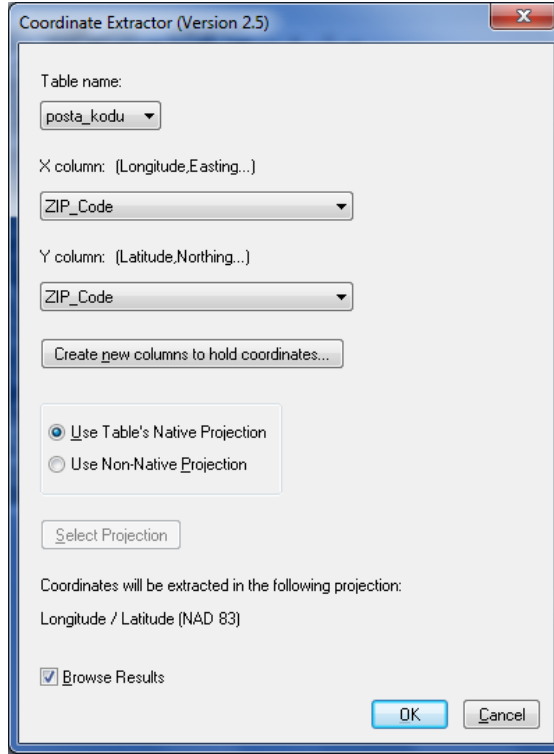 Coordinate Extractor (Version 2.5)
Table name:
posta_kodu
X column: (Longitude,Easting...)
ZIP_Code
Y column: (Latitude,Northing...)
ZIP_Code
Create new columns to hold coordinates...
Use Table's Native Projection
Use Non-Native Projection
Select Projection
Coordinates will be extracted in the following projection:
Longitude / Latitude (NAD 83)
Browse Results
OK Cancel